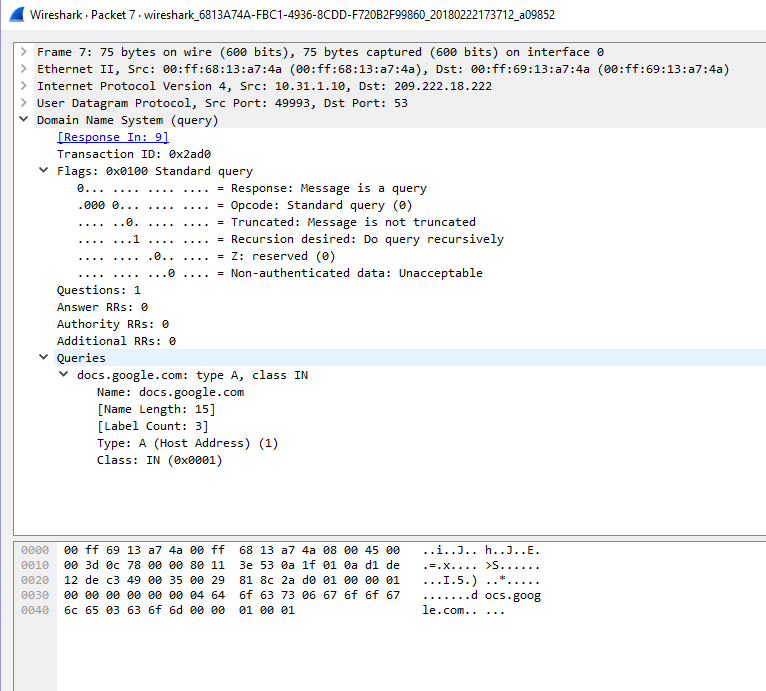 Wireshark · Packet 7 · wireshark_6813A74A-FBC1-4936-8CDD-F720B2F99860_20180222173712_a09852
Frame 7: 75 bytes on wire (600 bits), 75 bytes captured (600 bits) on interface 0
Ethernet II, Src: 00:ff:68:13:a7:4a (00:ff:68:13:a7:4a), Dst: 00:ff:69:13:a7:4a (00:ff:69:13:a7:4a)
Internet Protocol Version 4, Src: 10.31.1.10, Dst: 209.222.18.222
User Datagram Protocol, Src Port: 49993, Dst Port: 53
Domain Name System (query)
[Response In: 9]
Transaction ID: 0x2ad0
Flags: 0x0100 Standard query
0... .... .... .... = Response: Message is a query
.000 0... .... .... = Opcode: Standard query (0)
.... ..0. .... .... = Truncated: Message is not truncated
.... ...1 .... .... = Recursion desired: Do query recursively
.... .... .0.. .... = Z: reserved (0)
.... .... ...0 .... = Non-authenticated data: Unacceptable
Questions: 1
Answer RRs: 0
Authority RRs: 0
Additional RRs: 0
Queries
docs.google.com: type A, class IN
Name: docs.google.com
[Name Length: 15]
[Label Count: 3]
Type: A (Host Address) (1)
Class: IN (0x0001)
0000 00 ff 69 13 a7 4a 00 ff 68 13 a7 4a 08 00 45 00 ..i..J.. h..J..E.
0010 00 3d 0c 78 00 00 80 11 3e 53 0a 1f 01 0a d1 de .=.x.... >S......
0020 12 de c3 49 00 35 00 29 81 8c 2a d0 01 00 00 01 ...I.5.) ..*.....
0030 00 00 00 00 00 00 04 64 6f 63 73 06 67 6f 6f 67 .......d ocs.goog
0040 6c 65 03 63 6f 6d 00 00 01 00 01 le.com.. ...